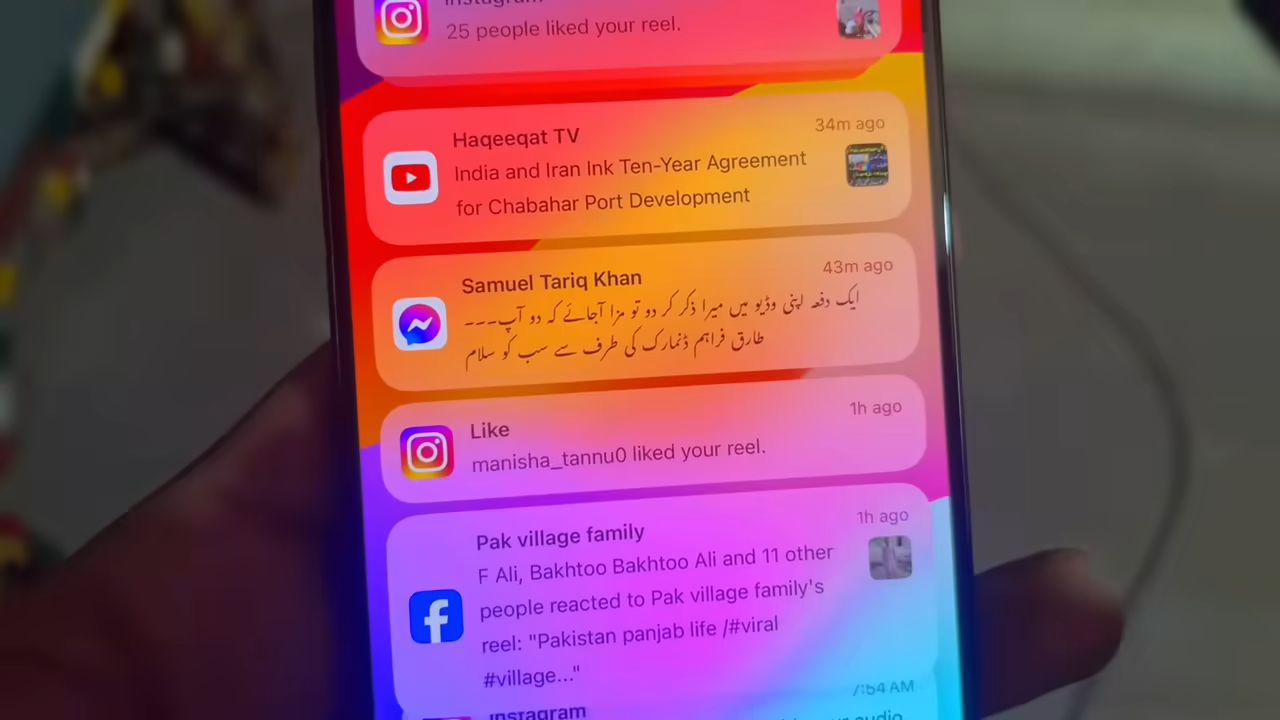 Instagram
25 people liked your reel.
Haqeeqat TV
34m ago
India and Iran Ink Ten-Year Agreement
for Chabahar Port Development
Samuel Tariq Khan
43m ago
ایک دفعہ اپنی وڈیو میں میرا ذکر کر دو تو مزا آجائے کہ دو آپ۔۔۔
طارق فراہم ڈنمارک کی طرف سے سب کو سلام
Like
1h ago
manisha_tannu0 liked your reel.
Pak village family
1h ago
F Ali, Bakhtoo Bakhtoo Ali and 11 other
people reacted to Pak village family's
reel: "Pakistan panjab life /#viral
#village..."
7:54 AM
Instagram
audio